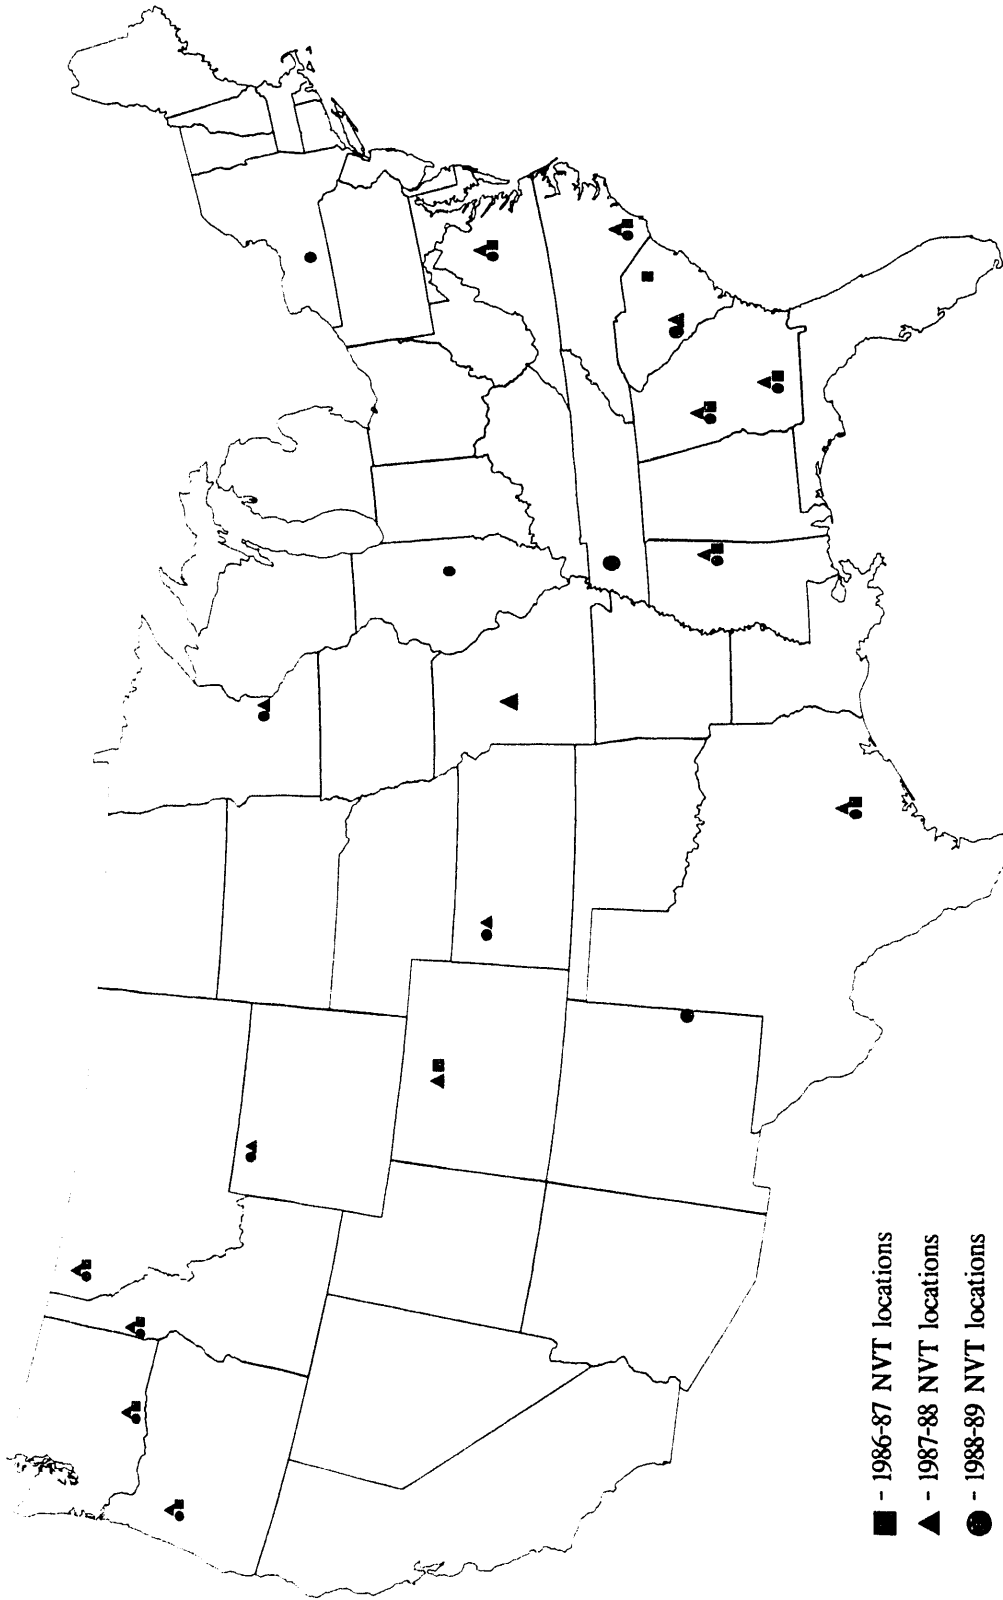 ■ - 1986-87 NVT locations
▲ - 1987-88 NVT locations
● - 1988-89 NVT locations